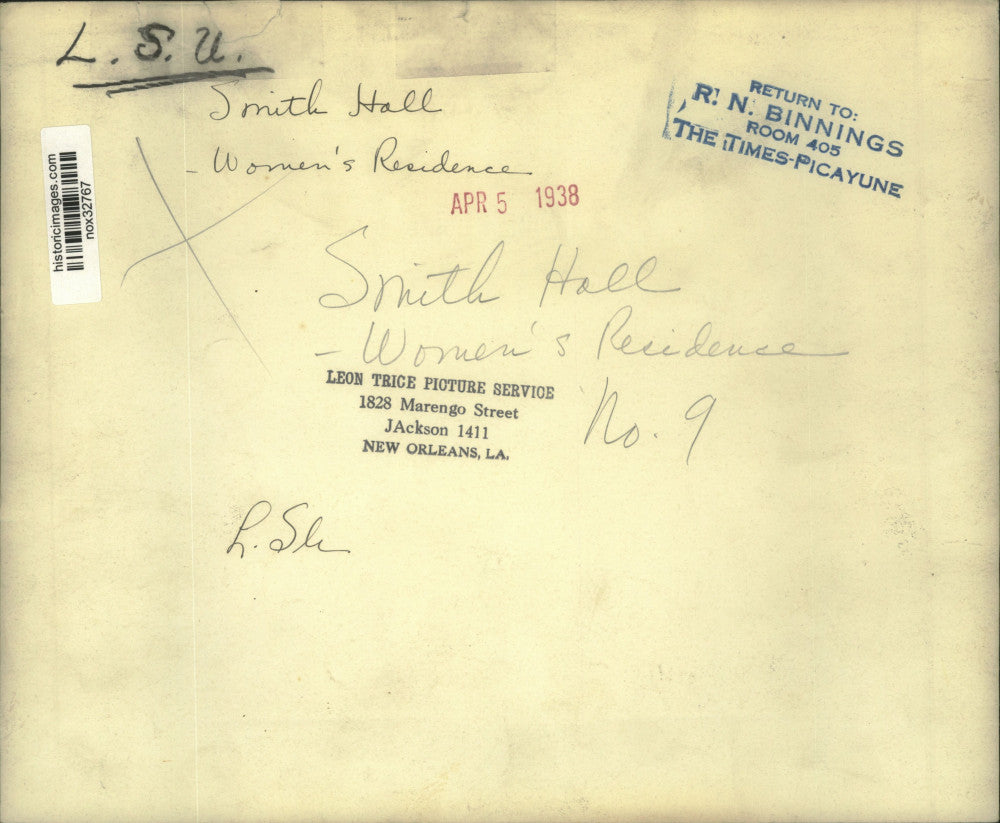 L. S. U.
Smith Hall
- Women's Residence
RETURN TO:
R. N. BINNINGS
ROOM 405
THE TIMES-PICAYUNE
historicimages.com
nox32767
APR 5 1938
Smith Hall
- Women's Residence
No. 9
LEON TRICE PICTURE SERVICE
1828 Marengo Street
JAckson 1411
NEW ORLEANS, LA.